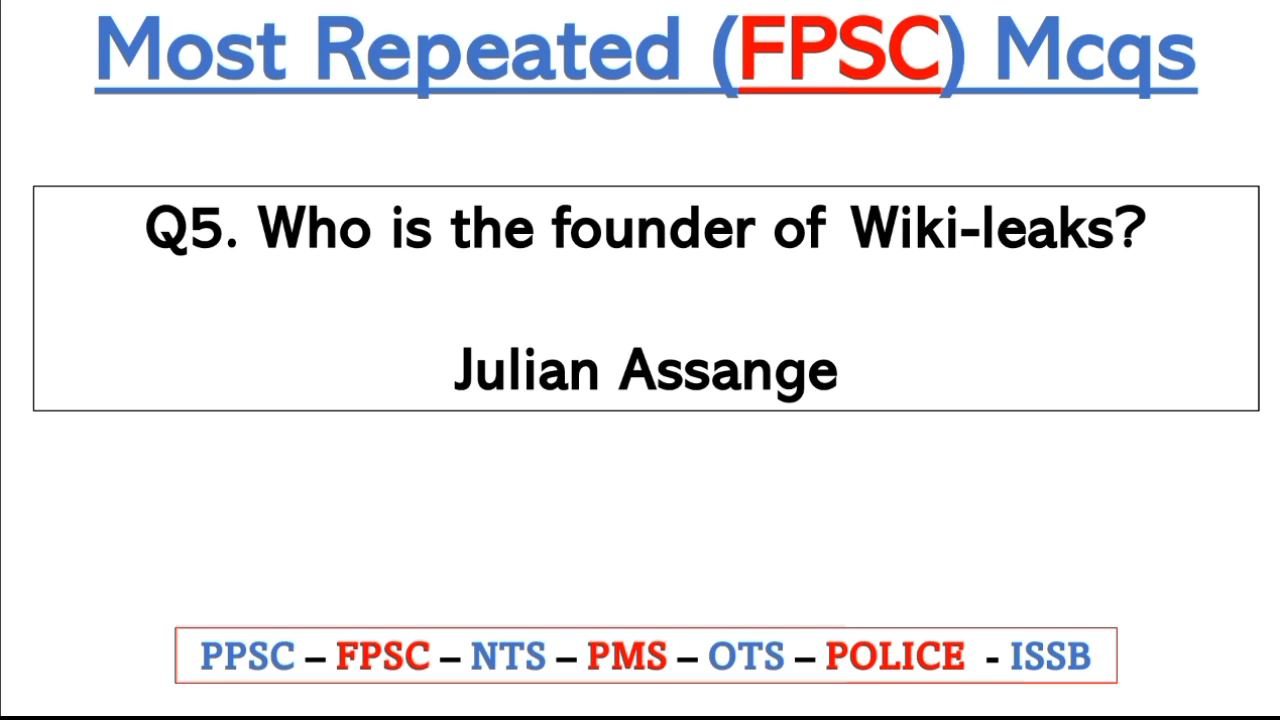 Most Repeated (FPSC) Mcqs
Q5. Who is the founder of Wiki-leaks?
Julian Assange
PPSC – FPSC – NTS – PMS – OTS – POLICE - ISSB